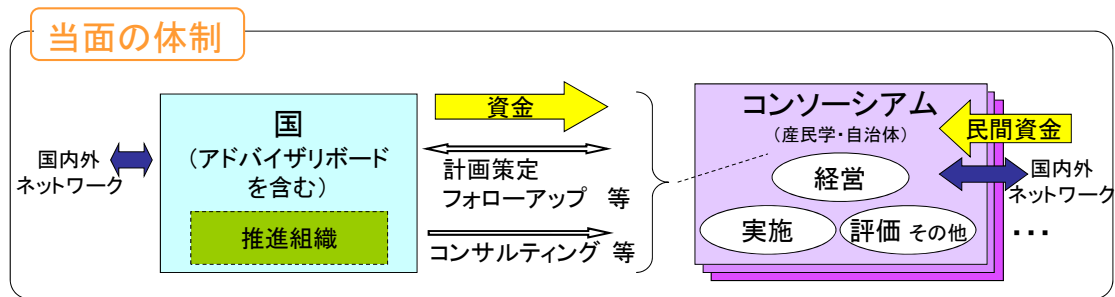 当面の体制
国内外
ネットワーク
国
(アドバイザリボード
を含む)
推進組織
資金
計画策定
フォローアップ 等
コンサルティング 等
コンソーシアム
(産民学・自治体)
経営
実施
評価 その他
民間資金
国内外
ネットワーク
・・・